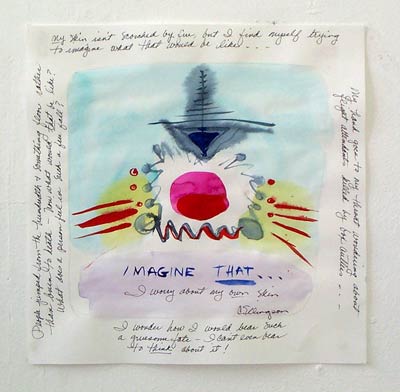 My skin isn't scorched by fire, but I find myself trying
to imagine what that would be like? . . .
My hand goes to my throat wondering about
flight attendants killed by box cutters . . .
I wonder how I would bear such
a gruesome fate - I can't even bear
to think about it!
People jumped from the hundredth & something floor rather
than burn to death - Now what would that be like?
What does a person feel in such a free fall?
IMAGINE THAT...
I worry about my own skin